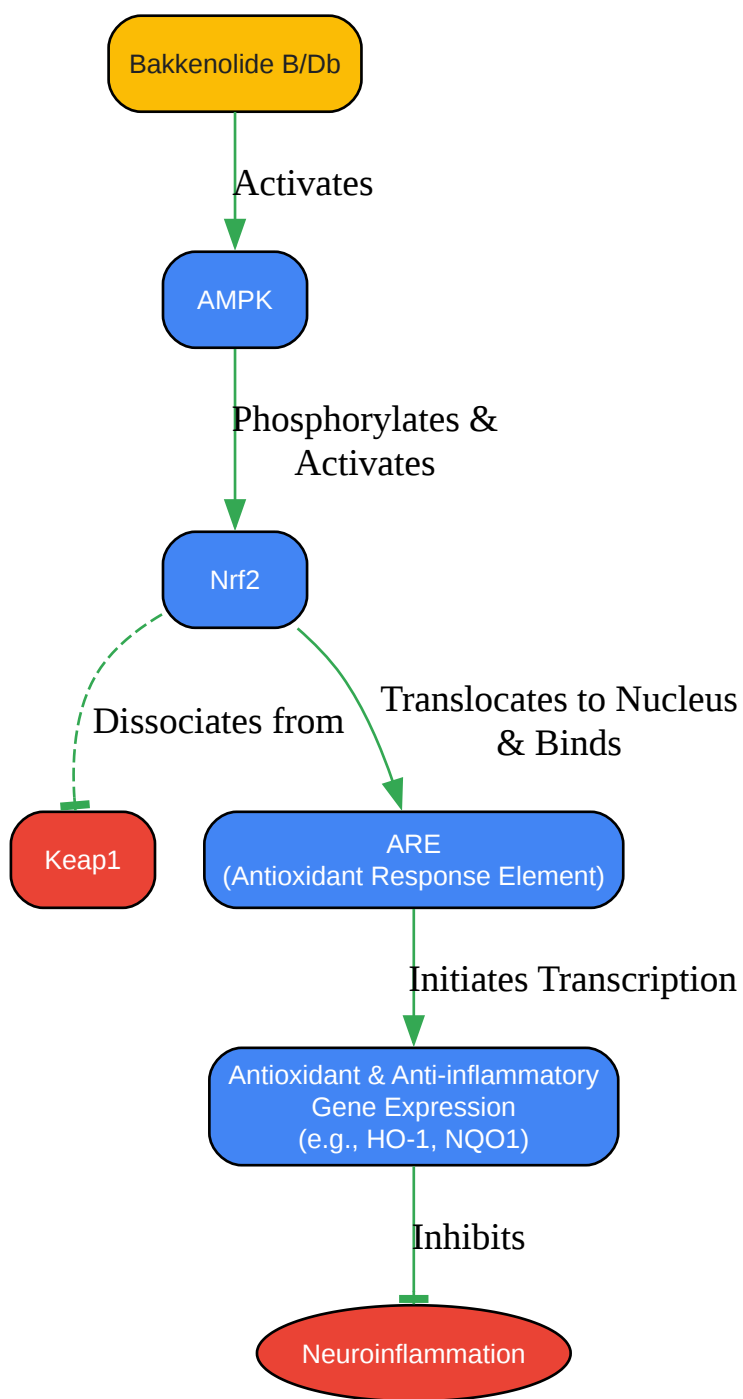 Bakkenolide B/Db
Activates
AMPK
Phosphorylates &
Activates
Nrf2
Dissociates from
Translocates to Nucleus
& Binds
Keap1
ARE
(Antioxidant Response Element)
Initiates Transcription
Antioxidant & Anti-inflammatory
Gene Expression
(e.g., HO-1, NQO1)
Inhibits
Neuroinflammation